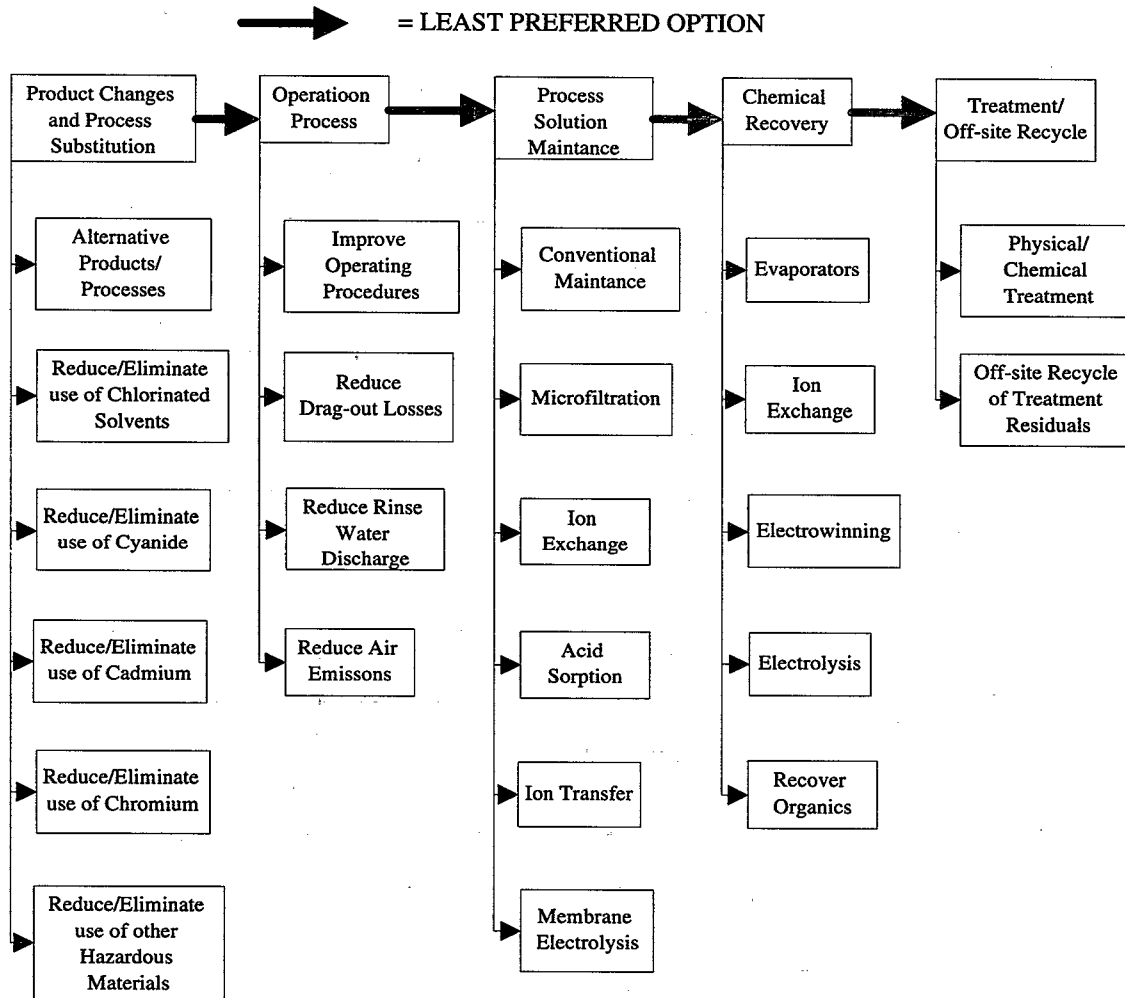 = LEAST PREFERRED OPTION
Product Changes
and Process
Substitution
Operatioon
Process
Process
Solution
Maintance
Chemical
Recovery
Treatment/
Off-site Recycle
Alternative
Products/
Processes
Reduce/Eliminate
use of Chlorinated
Solvents
Reduce/Eliminate
use of Cyanide
Reduce/Eliminate
use of Cadmium
Reduce/Eliminate
use of Chromium
Reduce/Eliminate
use of other
Hazardous
Materials
Improve
Operating
Procedures
Reduce
Drag-out Losses
Reduce Rinse
Water
Discharge
Reduce Air
Emissons
Conventional
Maintance
Microfiltration
Ion
Exchange
Acid
Sorption
Ion Transfer
Membrane
Electrolysis
Evaporators
Ion
Exchange
Electrowinning
Electrolysis
Recover
Organics
Physical/
Chemical
Treatment
Off-site Recycle
of Treatment
Residuals